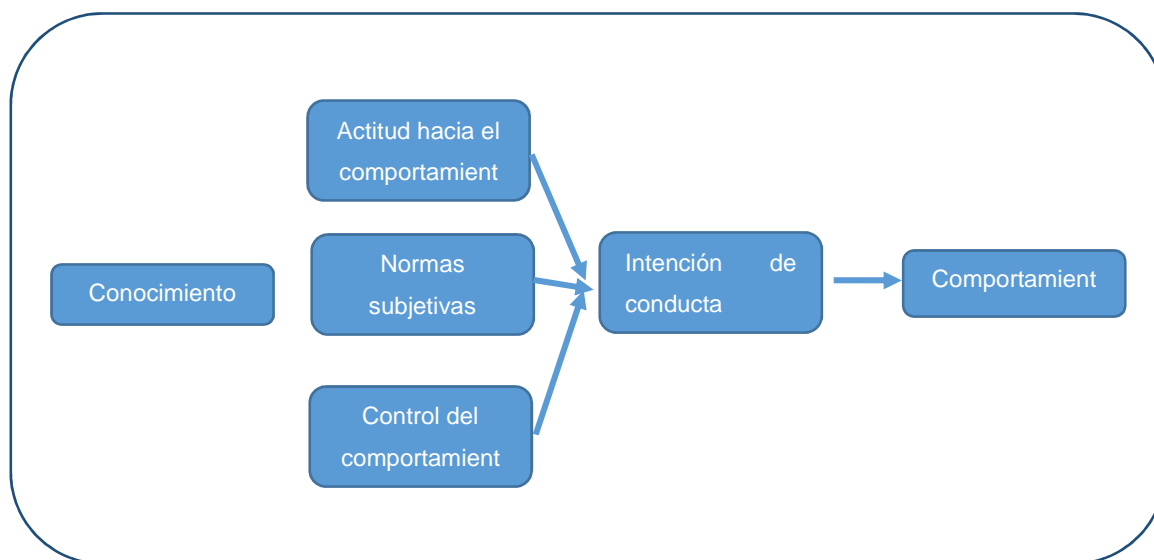 Conocimiento
Actitud hacia el
comportamient
Normas
subjetivas
Control del
comportamient
Intención de
conducta
Comportamient